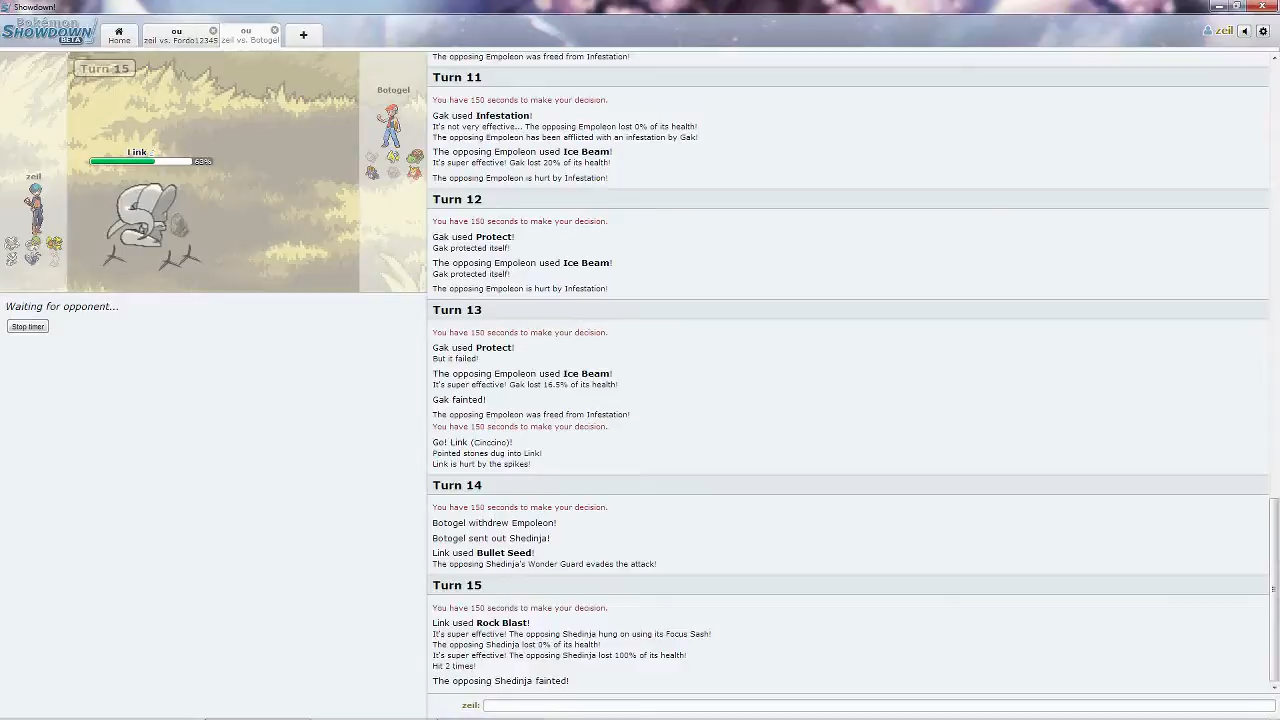 Showdown!
Pokémon
SHOWDOWN
BETA
Home
ou
zeil vs. Fordo12345
ou
zeil vs. Botogel
+
zeil
Turn 15
Botogel
Link
zeil
Waiting for opponent...
Stop timer
The opposing Empoleon was freed from Infestation!
Turn 11
You have 150 seconds to make your decision.
Gak used Infestation!
It's not very effective... The opposing Empoleon lost 0% of its health!
The opposing Empoleon has been afflicted with an infestation by Gak!
The opposing Empoleon used Ice Beam!
It's super effective! Gak lost 20% of its health!
The opposing Empoleon is hurt by Infestation!
Turn 12
You have 150 seconds to make your decision.
Gak used Protect!
Gak protected itself!
The opposing Empoleon used Ice Beam!
Gak protected itself!
The opposing Empoleon is hurt by Infestation!
Turn 13
You have 150 seconds to make your decision.
Gak used Protect!
But it failed!
The opposing Empoleon used Ice Beam!
It's super effective! Gak lost 16.5% of its health!
Gak fainted!
The opposing Empoleon was freed from Infestation!
You have 150 seconds to make your decision.
Go! Link (Cinccino)!
Pointed stones dug into Link!
Link is hurt by the spikes!
Turn 14
You have 150 seconds to make your decision.
Botogel withdrew Empoleon!
Botogel sent out Shedinja!
Link used Bullet Seed!
The opposing Shedinja's Wonder Guard evades the attack!
Turn 15
You have 150 seconds to make your decision.
Link used Rock Blast!
It's super effective! The opposing Shedinja hung on using its Focus Sash!
The opposing Shedinja lost 0% of its health!
It's super effective! The opposing Shedinja lost 100% of its health!
Hit 2 times!
The opposing Shedinja fainted!
zeil: